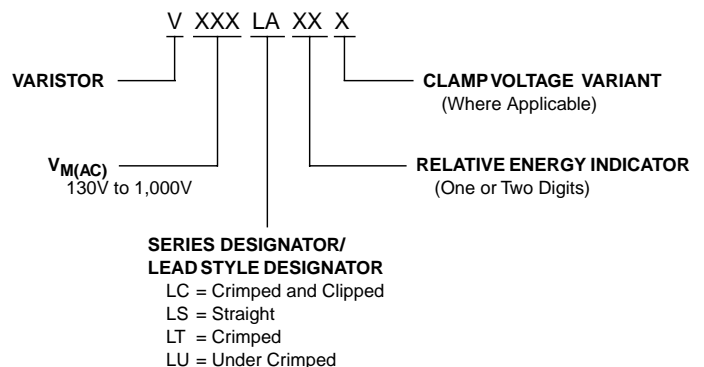 V XXX LA XX X
VARISTOR
CLAMP VOLTAGE VARIANT
(Where Applicable)
VM(AC)
130V to 1,000V
RELATIVE ENERGY INDICATOR
(One or Two Digits)
SERIES DESIGNATOR/
LEAD STYLE DESIGNATOR
LC = Crimped and Clipped
LS = Straight
LT = Crimped
LU = Under Crimped